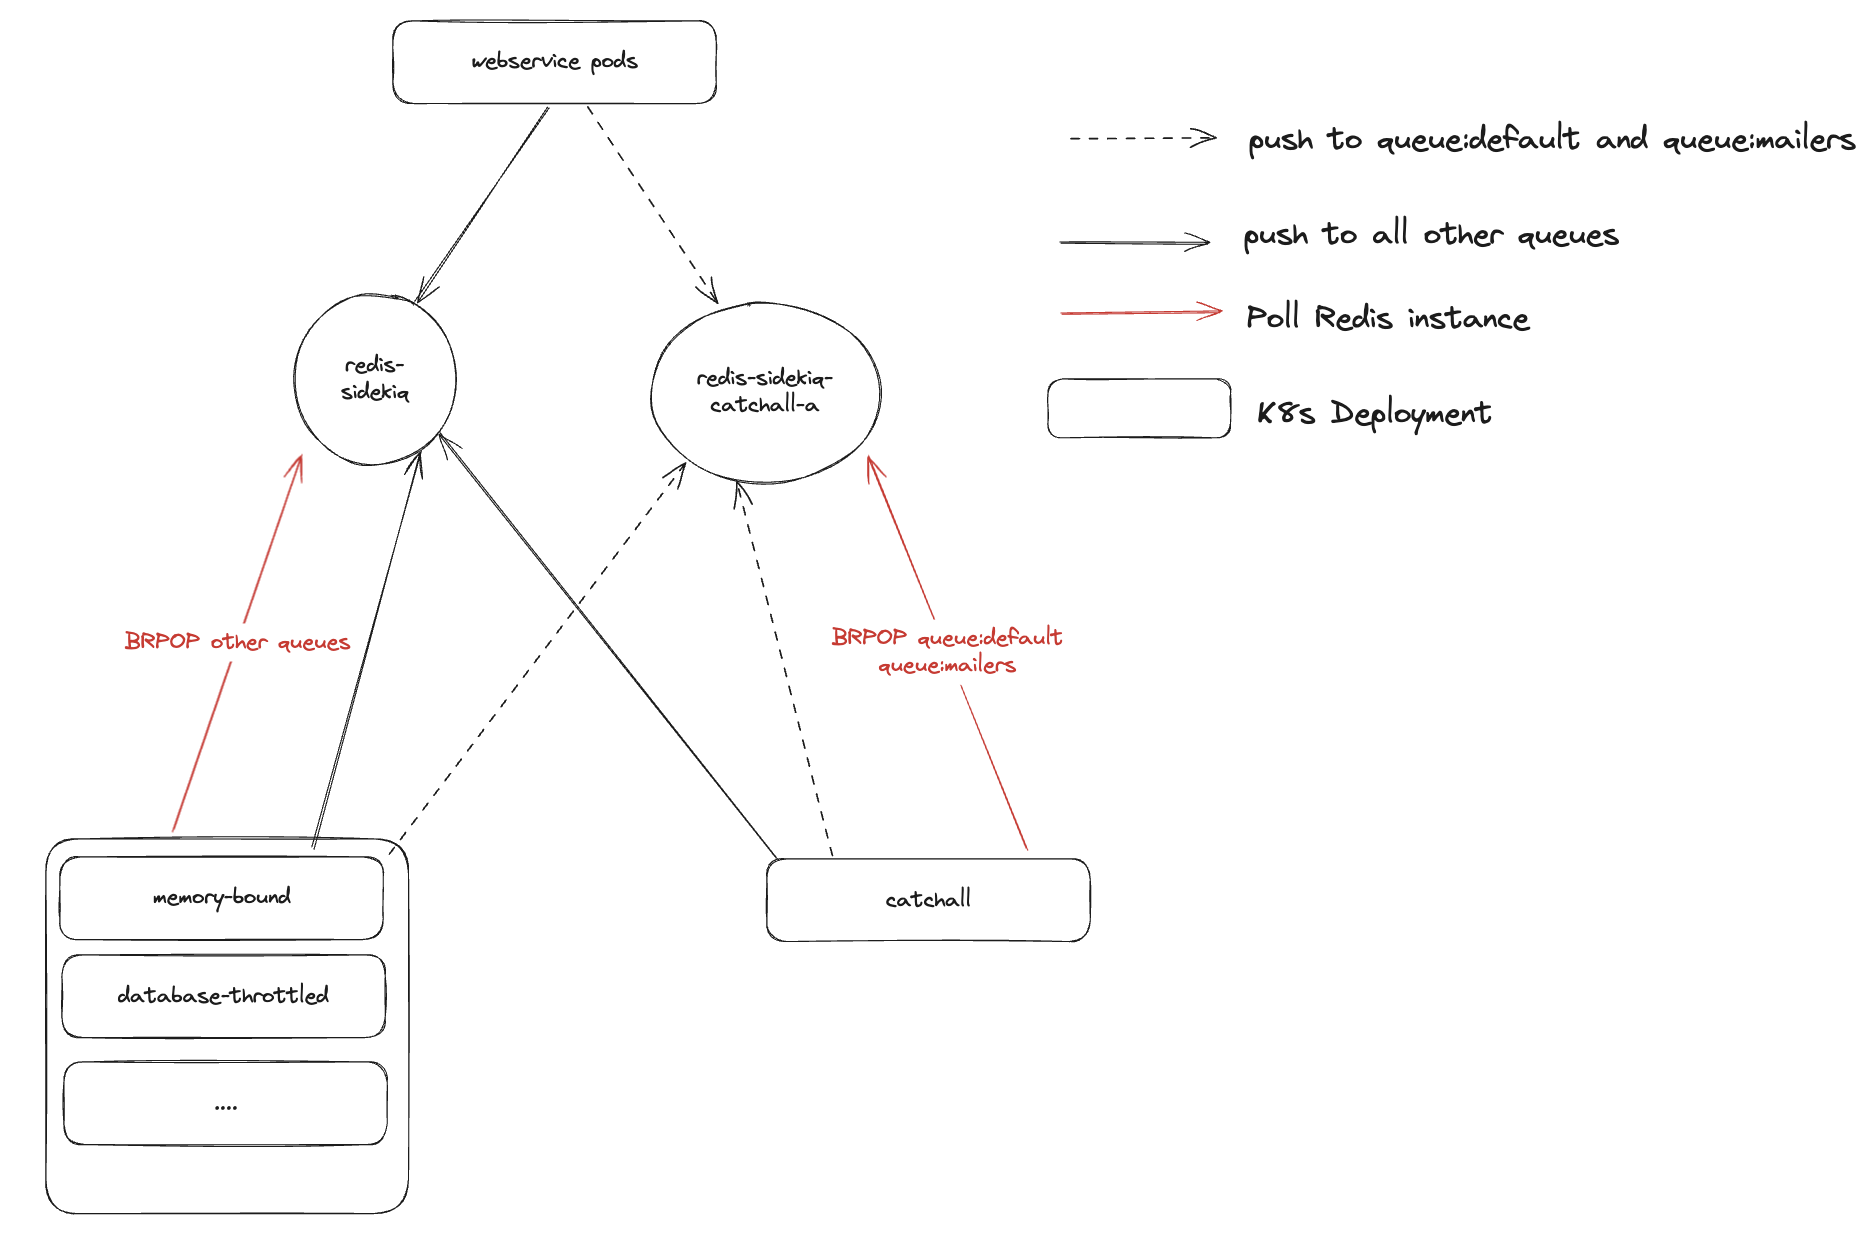 webservice pods
push to queue:default and queue:mailers
push to all other queues
Poll Redis instance
K8s Deployment
redis-
sidekiq
redis-sidekiq-
catchall-a
BRPOP other queues
BRPOP queue:default
queue:mailers
memory-bound
database-throttled
....
catchall